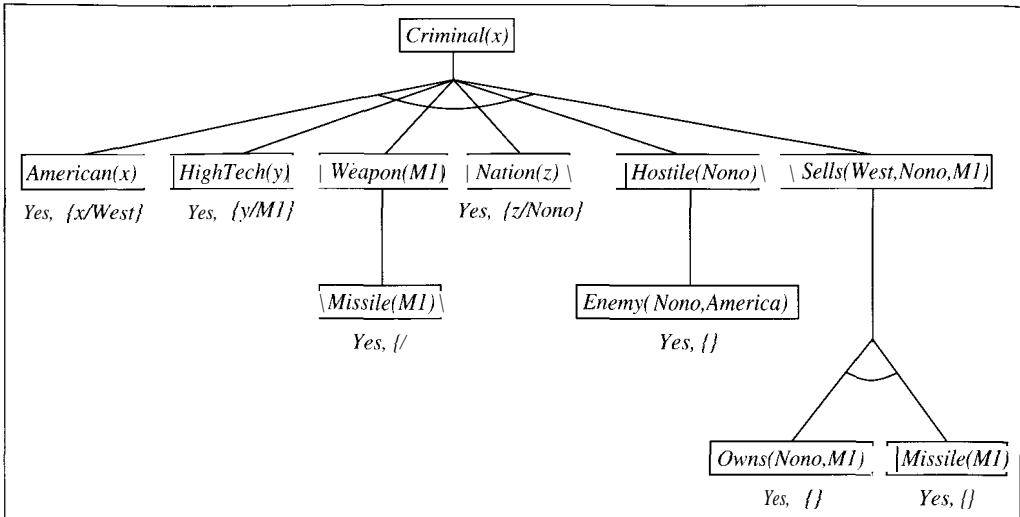 Criminal(x)
American(x) HighTech(y) Weapon(M1) Nation(z) Hostile(Nono) Sells(West,Nono,M1)
Yes, {x/West} Yes, {y/M1} Yes, {z/Nono}
Missile(M1) Enemy(Nono,America)
Yes, {/ Yes, {}
Owns(Nono,M1) Missile(M1)
Yes, {} Yes, {}